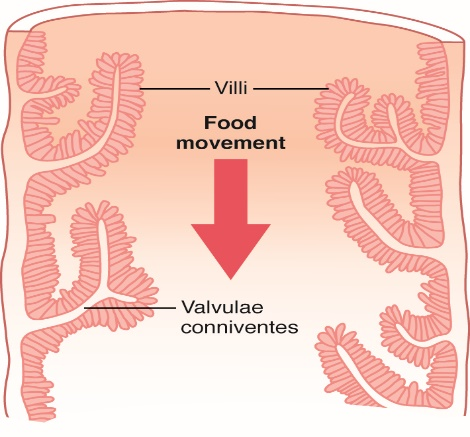 Villi
Food
movement
Valvulae
conniventes